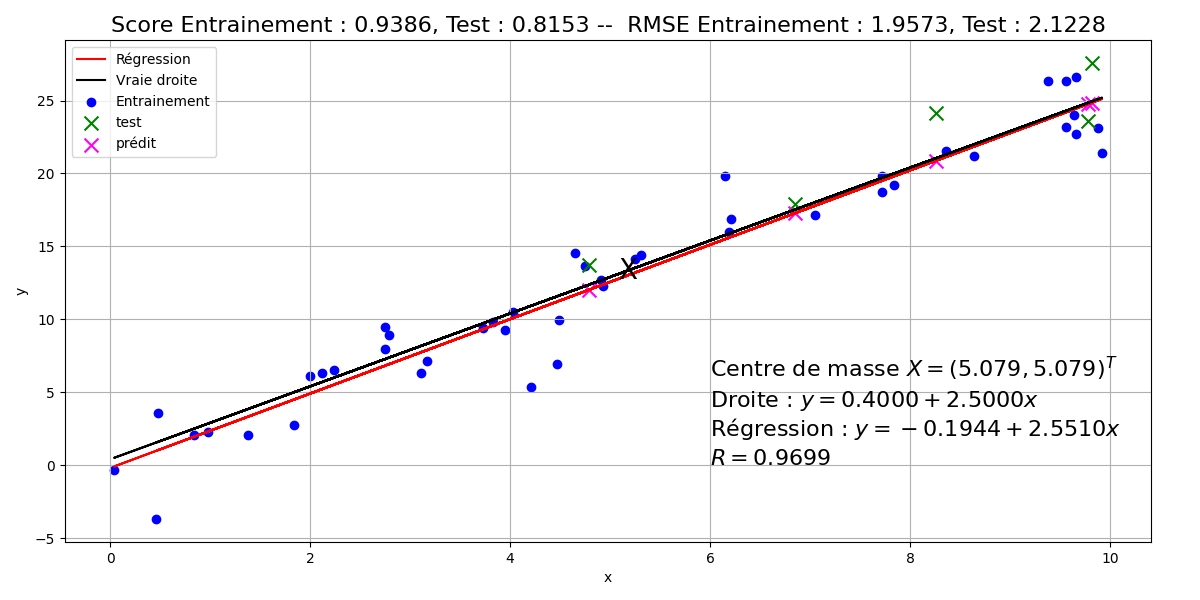 Score Entrainement : 0.9386, Test : 0.8153 --  RMSE Entrainement : 1.9573, Test : 2.1228
Régression
Vraie droite
Entrainement
test
prédit
25
20
15
10
5
0
−5
y
X
Centre de masse X = (5.079, 5.079)^T
Droite : y = 0.4000 + 2.5000x
Régression : y = −0.1944 + 2.5510x
R = 0.9699
0 2 4 6 8 10
x